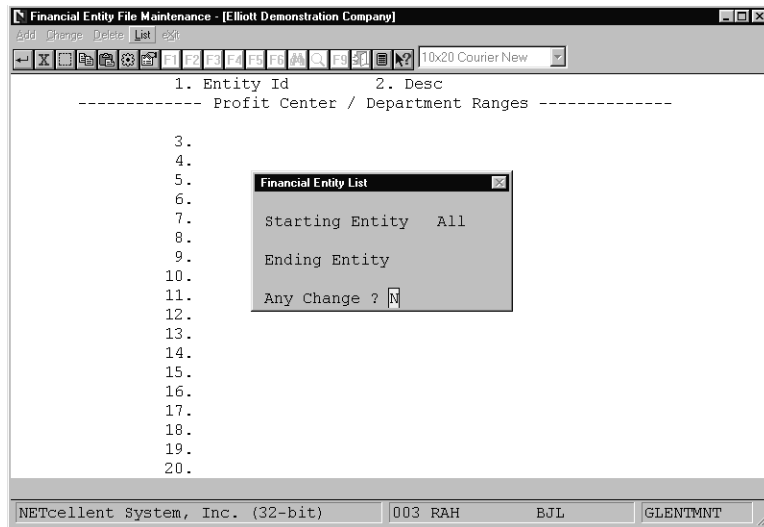 Financial Entity File Maintenance - [Elliott Demonstration Company]
Add Change Delete List eXit
X F1 F2 F3 F4 F5 F6 F9 10x20 Courier New
1. Entity Id 2. Desc
------------- Profit Center / Department Ranges --------------
3.
4.
5.
6.
7.
8.
9.
10.
11.
12.
13.
14.
15.
16.
17.
18.
19.
20.
Financial Entity List
Starting Entity All
Ending Entity
Any Change ? N
NETcellent System, Inc. (32-bit) 003 RAH BJL GLENTMNT